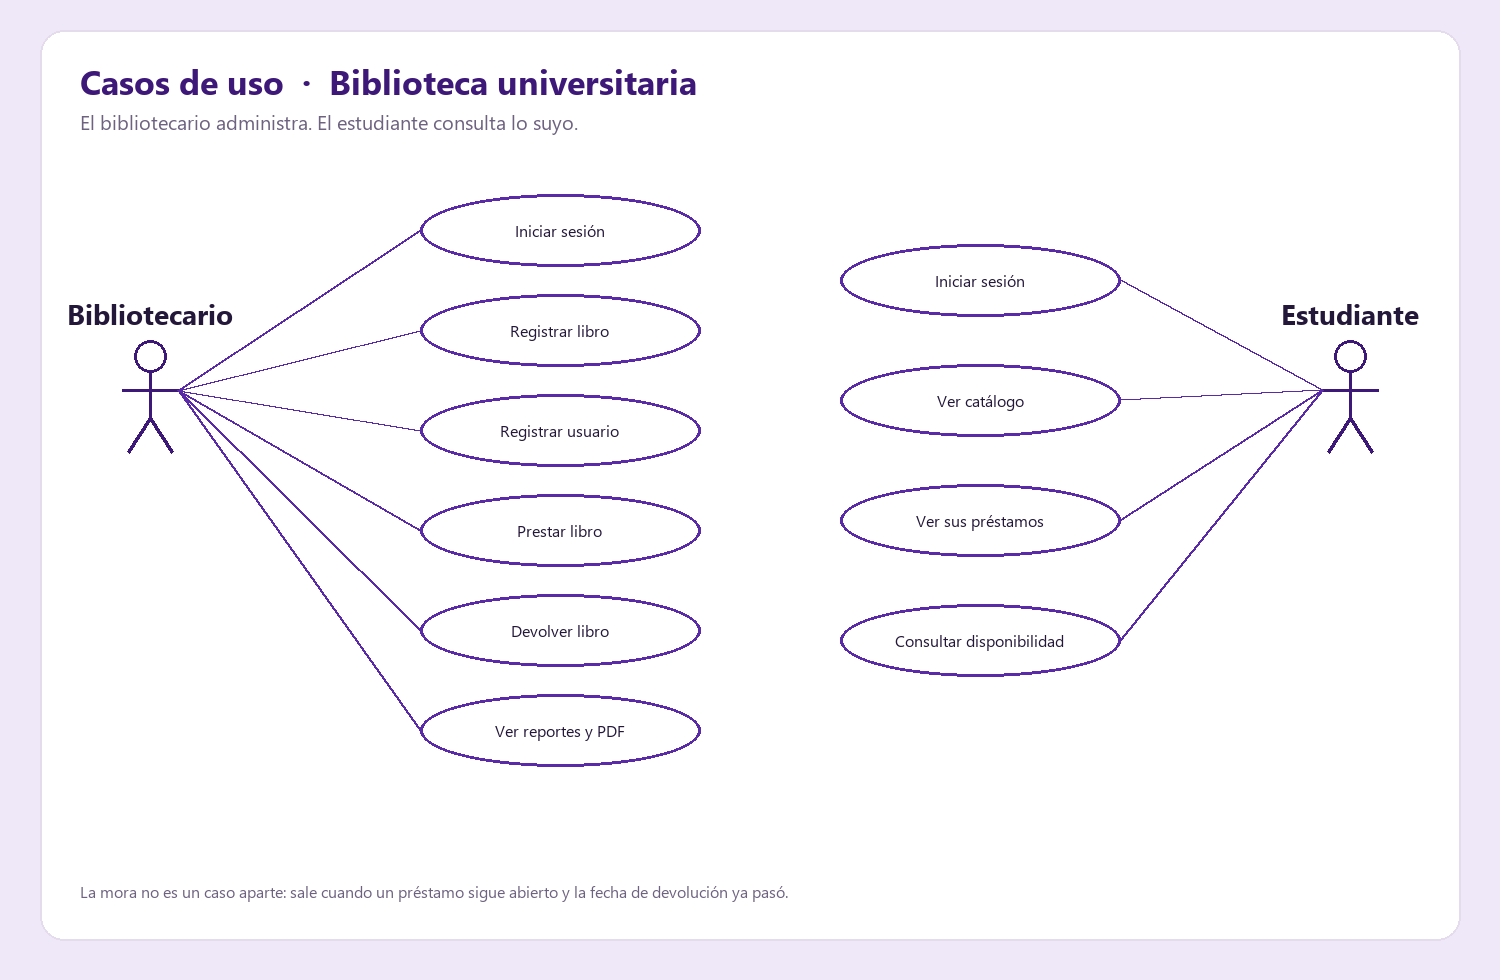 Casos de uso · Biblioteca universitaria
El bibliotecario administra. El estudiante consulta lo suyo.
Bibliotecario
Iniciar sesión
Registrar libro
Registrar usuario
Prestar libro
Devolver libro
Ver reportes y PDF
Estudiante
Iniciar sesión
Ver catálogo
Ver sus préstamos
Consultar disponibilidad
La mora no es un caso aparte: sale cuando un préstamo sigue abierto y la fecha de devolución ya pasó.